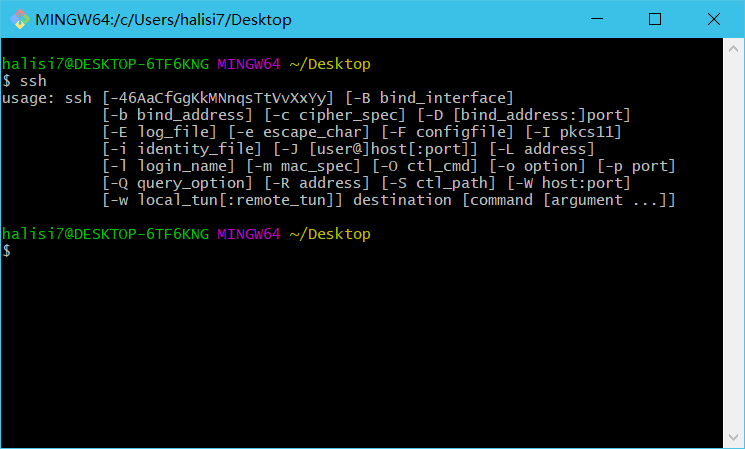 MINGW64:/c/Users/halisi7/Desktop
halisi7@DESKTOP-6TF6KNG MINGW64 ~/Desktop
$ ssh
usage: ssh [-46AaCfGgKkMNnqsTtVvXxYy] [-B bind_interface]
           [-b bind_address] [-c cipher_spec] [-D [bind_address:]port]
           [-E log_file] [-e escape_char] [-F configfile] [-I pkcs11]
           [-i identity_file] [-J [user@]host[:port]] [-L address]
           [-l login_name] [-m mac_spec] [-O ctl_cmd] [-o option] [-p port]
           [-Q query_option] [-R address] [-S ctl_path] [-W host:port]
           [-w local_tun[:remote_tun]] destination [command [argument ...]]
halisi7@DESKTOP-6TF6KNG MINGW64 ~/Desktop
$